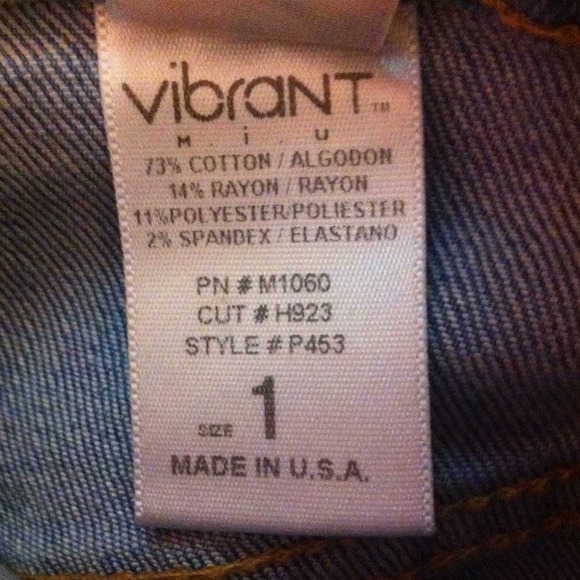 vibraNT™
M.i.U
73% COTTON / ALGODON
14% RAYON / RAYON
11%POLYESTER/POLIESTER
2% SPANDEX / ELASTANO
PN # M1060
CUT # H923
STYLE # P453
SIZE 1
MADE IN U.S.A.